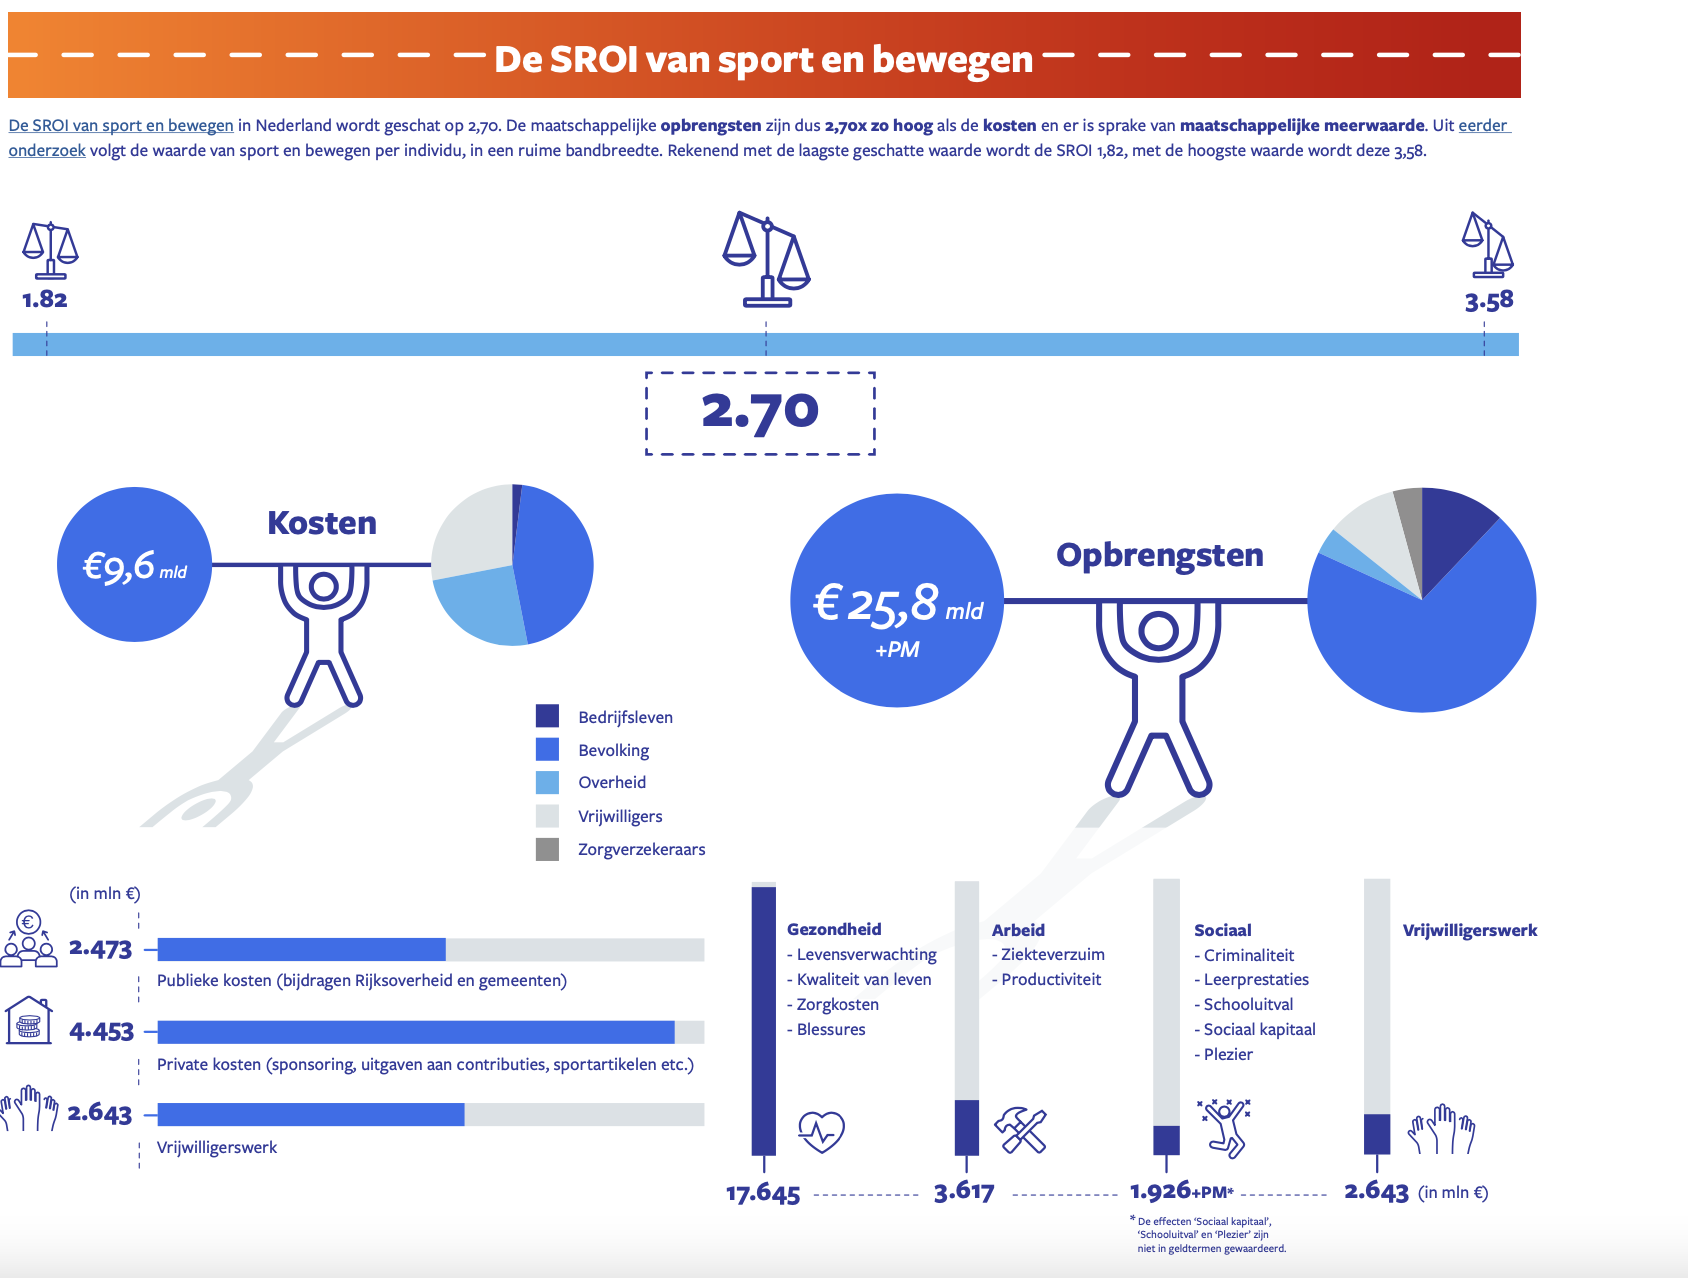 De SROI van sport en bewegen
De SROI van sport en bewegen in Nederland wordt geschat op 2,70. De maatschappelijke opbrengsten zijn dus 2,70x zo hoog als de kosten en er is sprake van maatschappelijke meerwaarde. Uit eerder
onderzoek volgt de waarde van sport en bewegen per individu, in een ruime bandbreedte. Rekenend met de laagste geschatte waarde wordt de SROI 1,82, met de hoogste waarde wordt deze 3,58.
1.82
3.58
2.70
Kosten
€9,6 mld
Opbrengsten
€ 25,8 mld
+PM
Bedrijfsleven
Bevolking
Overheid
Vrijwilligers
Zorgverzekeraars
(in mln €)
€
2.473
Publieke kosten (bijdragen Rijksoverheid en gemeenten)
4.453
Private kosten (sponsoring, uitgaven aan contributies, sportartikelen etc.)
2.643
Vrijwilligerswerk
Gezondheid
- Levensverwachting
- Kwaliteit van leven
- Zorgkosten
- Blessures
17.645
Arbeid
- Ziekteverzuim
- Productiviteit
3.617
Sociaal
- Criminaliteit
- Leerprestaties
- Schooluitval
- Sociaal kapitaal
- Plezier
1.926+PM*
Vrijwilligerswerk
2.643 (in mln €)
* De effecten ‘Sociaal kapitaal’,
‘Schooluitval’ en ‘Plezier’ zijn
niet in geldtermen gewaardeerd.